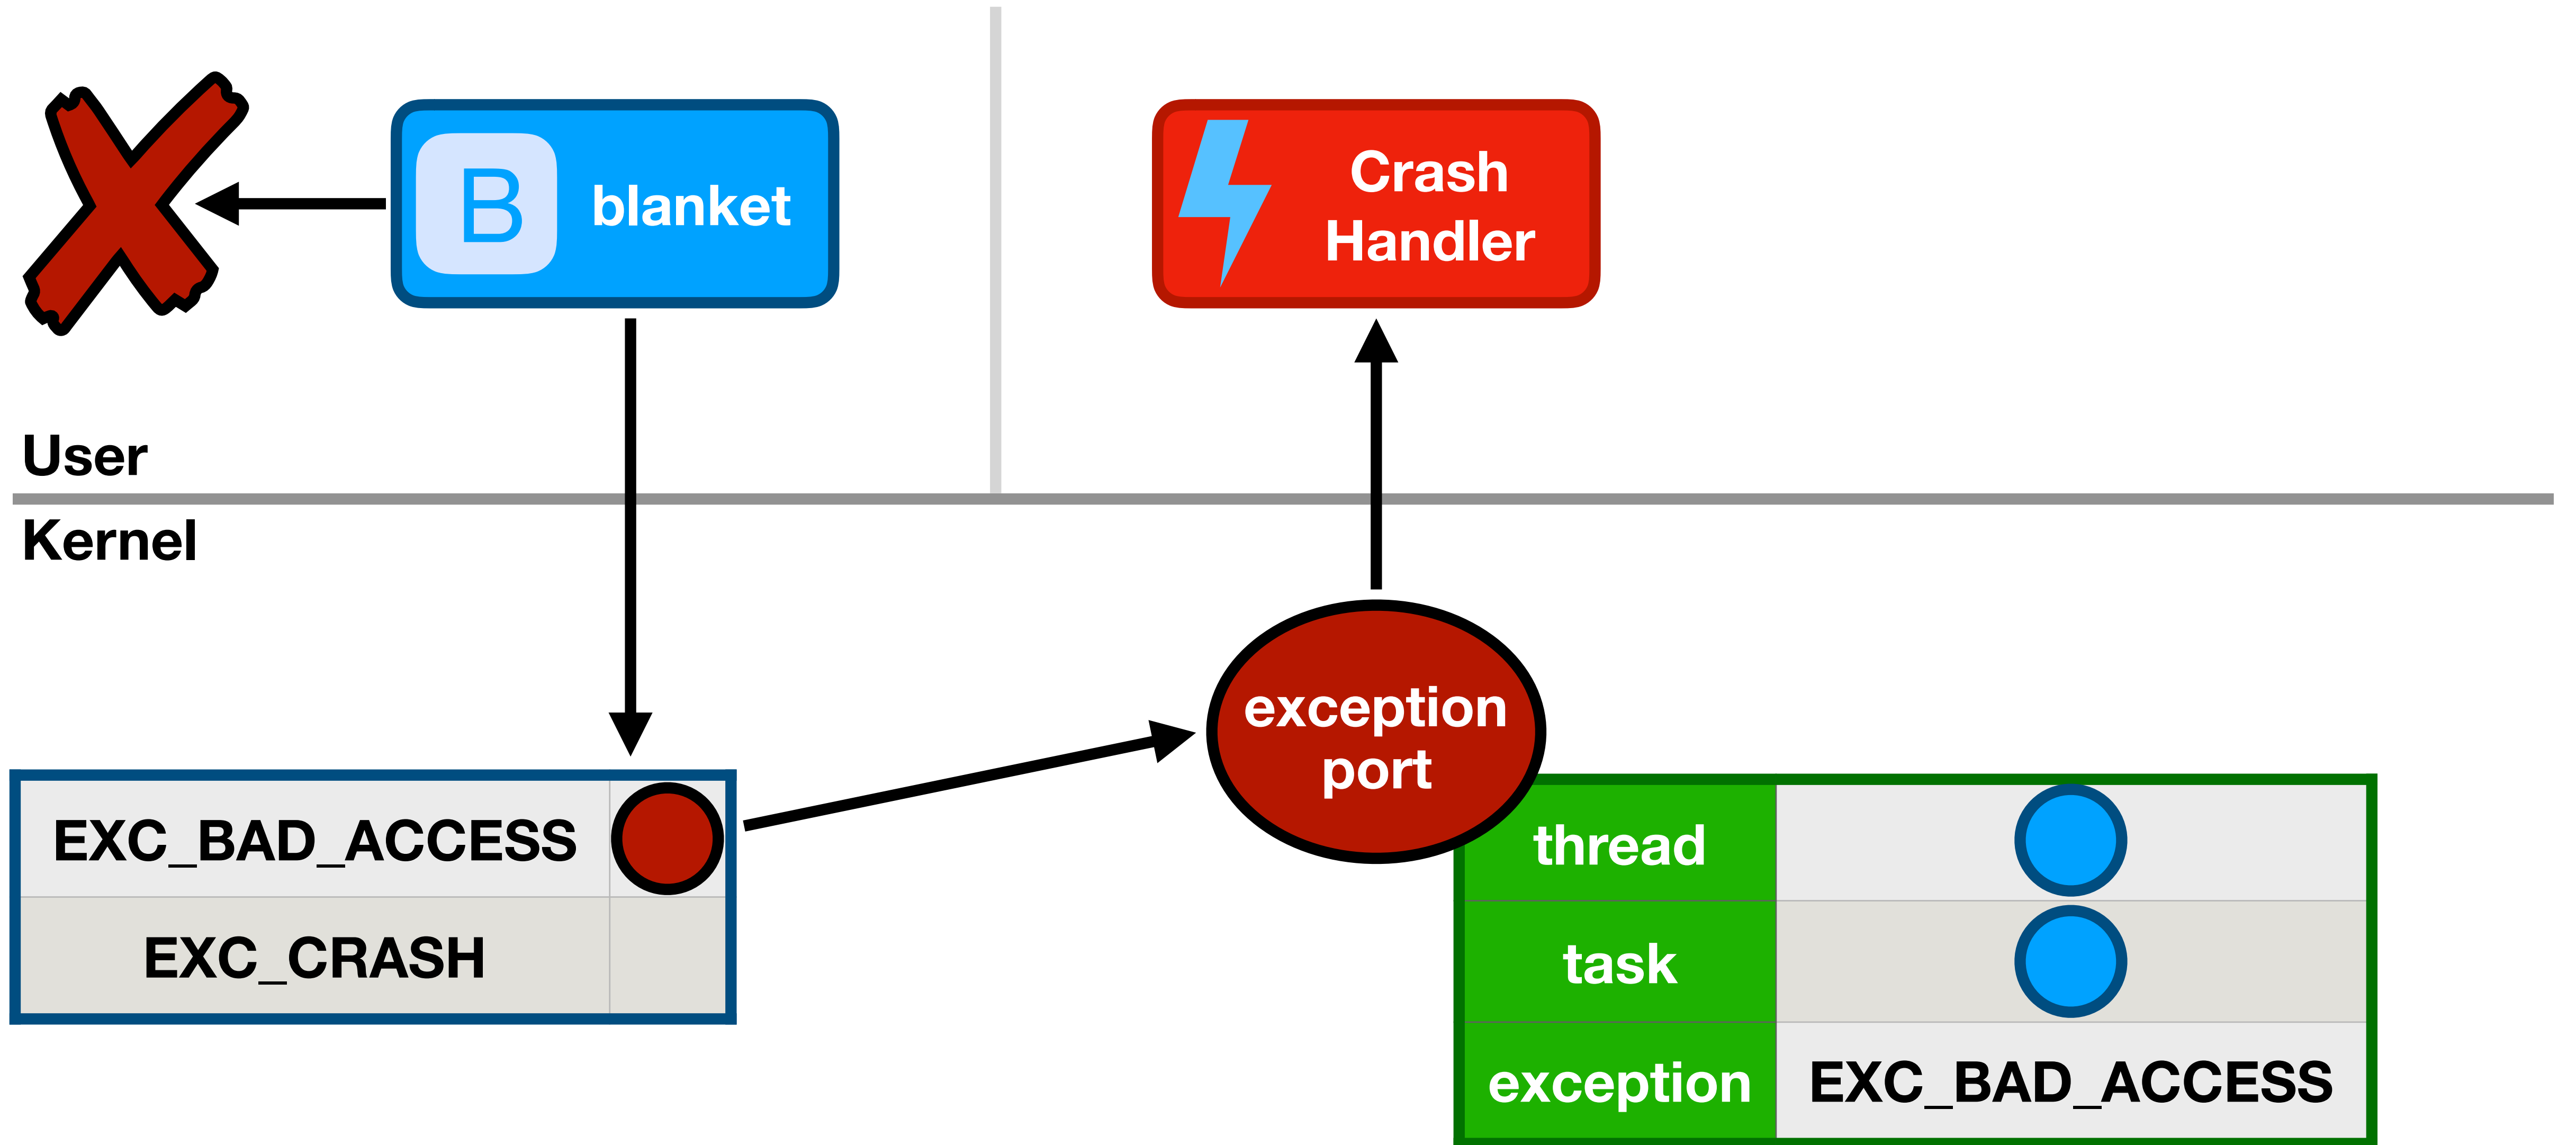 B
blanket
Crash
Handler
User
Kernel
exception
port
EXC_BAD_ACCESS
EXC_CRASH
thread
task
exception
EXC_BAD_ACCESS